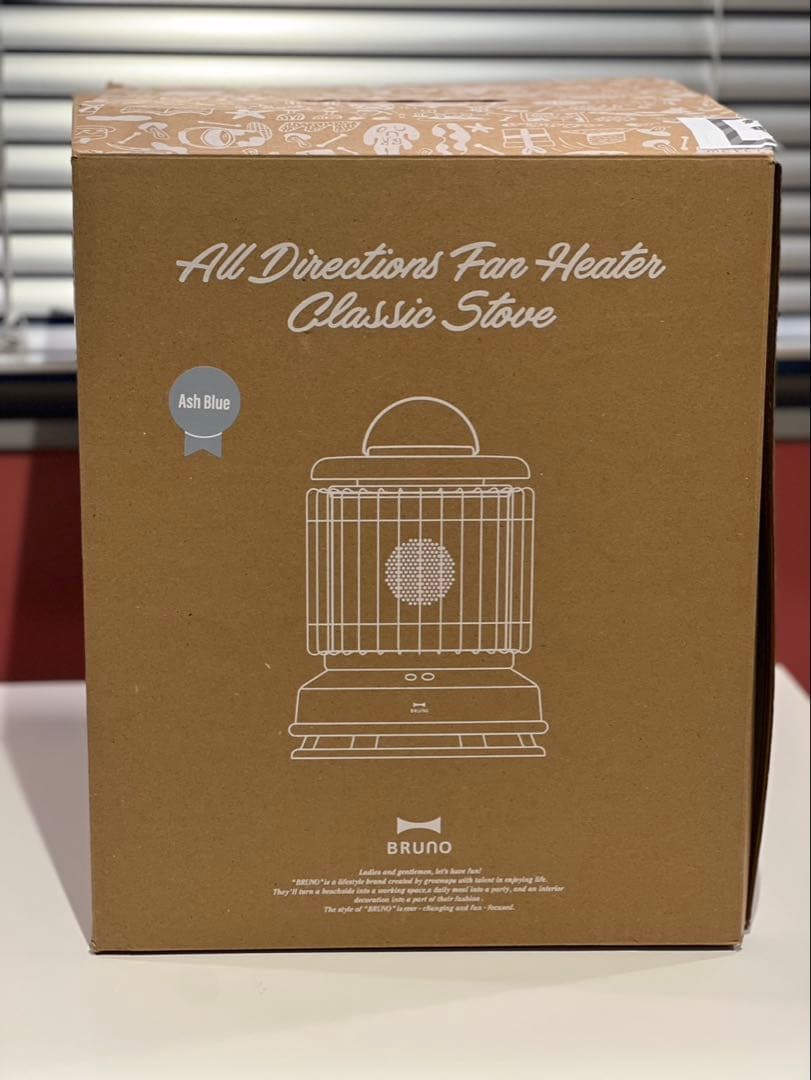 All Directions Fan Heater
Classic Stove
Ash Blue
BRUNO
BRUNO
Ladies and gentlemen, let's have fun!
"BRUNO" is a lifestyle brand created by grownups with talent in enjoying life.
They'll turn a beachside into a working space,a daily meal into a party, and an interior
decoration into a part of their fashion.
The style of "BRUNO" is ever - changing and fun - focused.